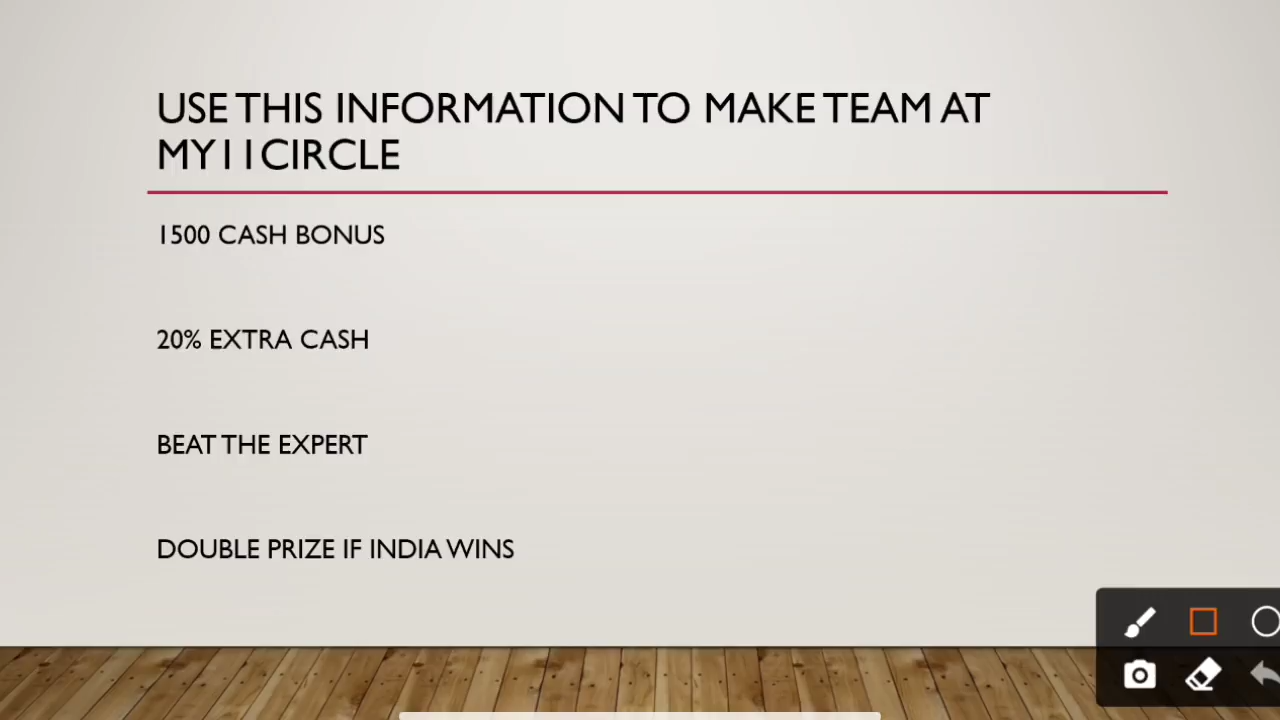 USE THIS INFORMATION TO MAKE TEAM AT
MY11CIRCLE
1500 CASH BONUS
20% EXTRA CASH
BEAT THE EXPERT
DOUBLE PRIZE IF INDIA WINS